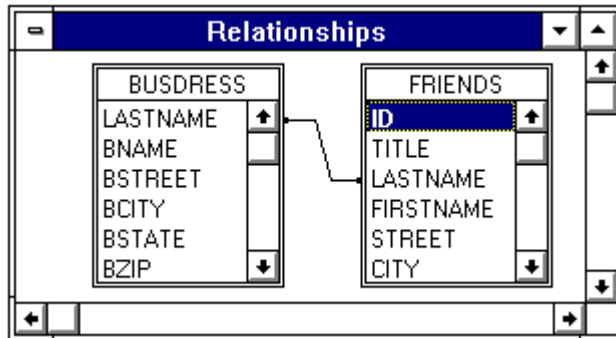 Relationships
BUSDRESS
LASTNAME
BNAME
BSTREET
BCITY
BSTATE
BZIP
FRIENDS
ID
TITLE
LASTNAME
FIRSTNAME
STREET
CITY